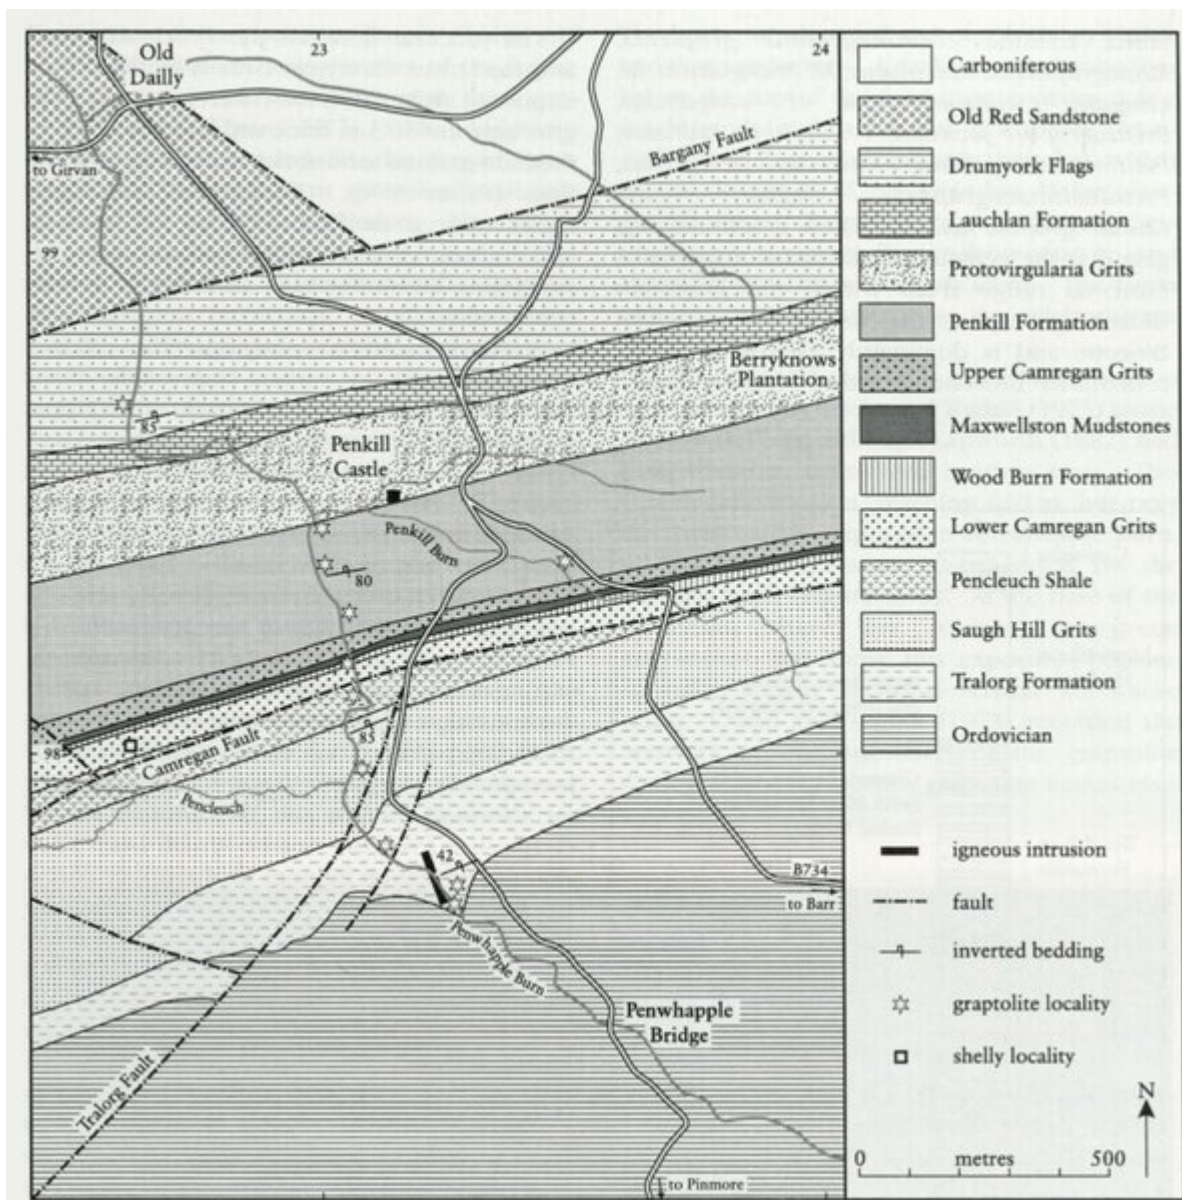 23
24
Old
Dailly
to Girvan
Bargany Fault
99
Berryknows
Plantation
85
Penkill
Castle
Penkill Burn
80
98
Camregan Fault
85
Pencleuch
42
B734
to Barr
Penwhapple Burn
Penwhapple
Bridge
Tralorg Fault
to Pinmore
Carboniferous
Old Red Sandstone
Drumyork Flags
Lauchlan Formation
Protovirgularia Grits
Penkill Formation
Upper Camregan Grits
Maxwellston Mudstones
Wood Burn Formation
Lower Camregan Grits
Pencleuch Shale
Saugh Hill Grits
Tralorg Formation
Ordovician
igneous intrusion
fault
inverted bedding
graptolite locality
shelly locality
N
0 metres 500